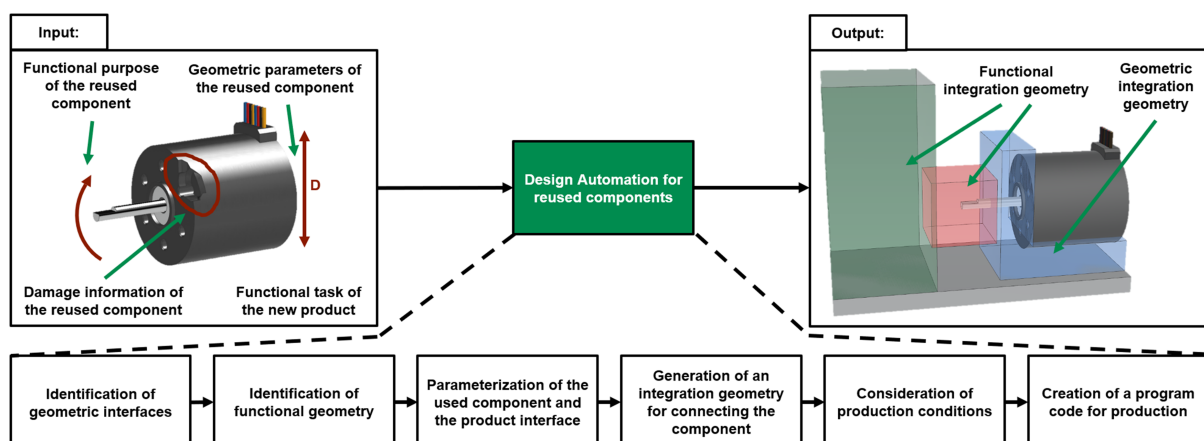 Input:
Functional purpose
of the reused
component
Geometric parameters of
the reused component
D
Damage information of
the reused component
Functional task of
the new product
Design Automation for
reused components
Output:
Functional
integration geometry
Geometric
integration
geometry
Identification of
geometric interfaces
Identification of
functional geometry
Parameterization of the
used component and
the product interface
Generation of an
integration geometry
for connecting the
component
Consideration of
production conditions
Creation of a program
code for production